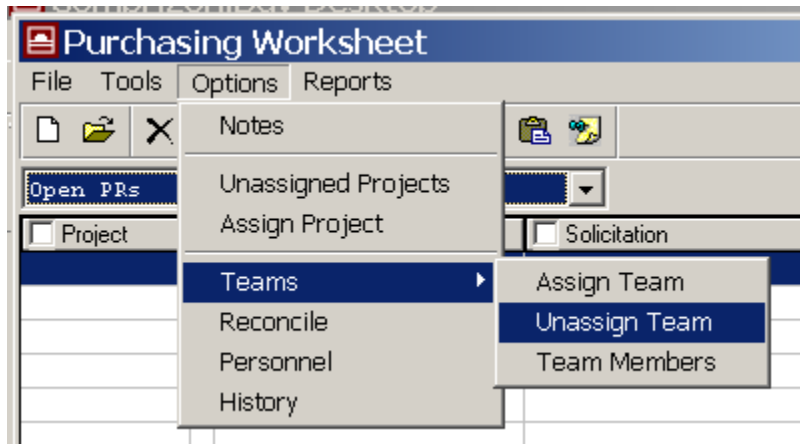 Purchasing Worksheet
File Tools Options Reports
Notes
Unassigned Projects
Assign Project
Teams
Reconcile
Personnel
History
Open PRs
Project
Solicitation
Assign Team
Unassign Team
Team Members